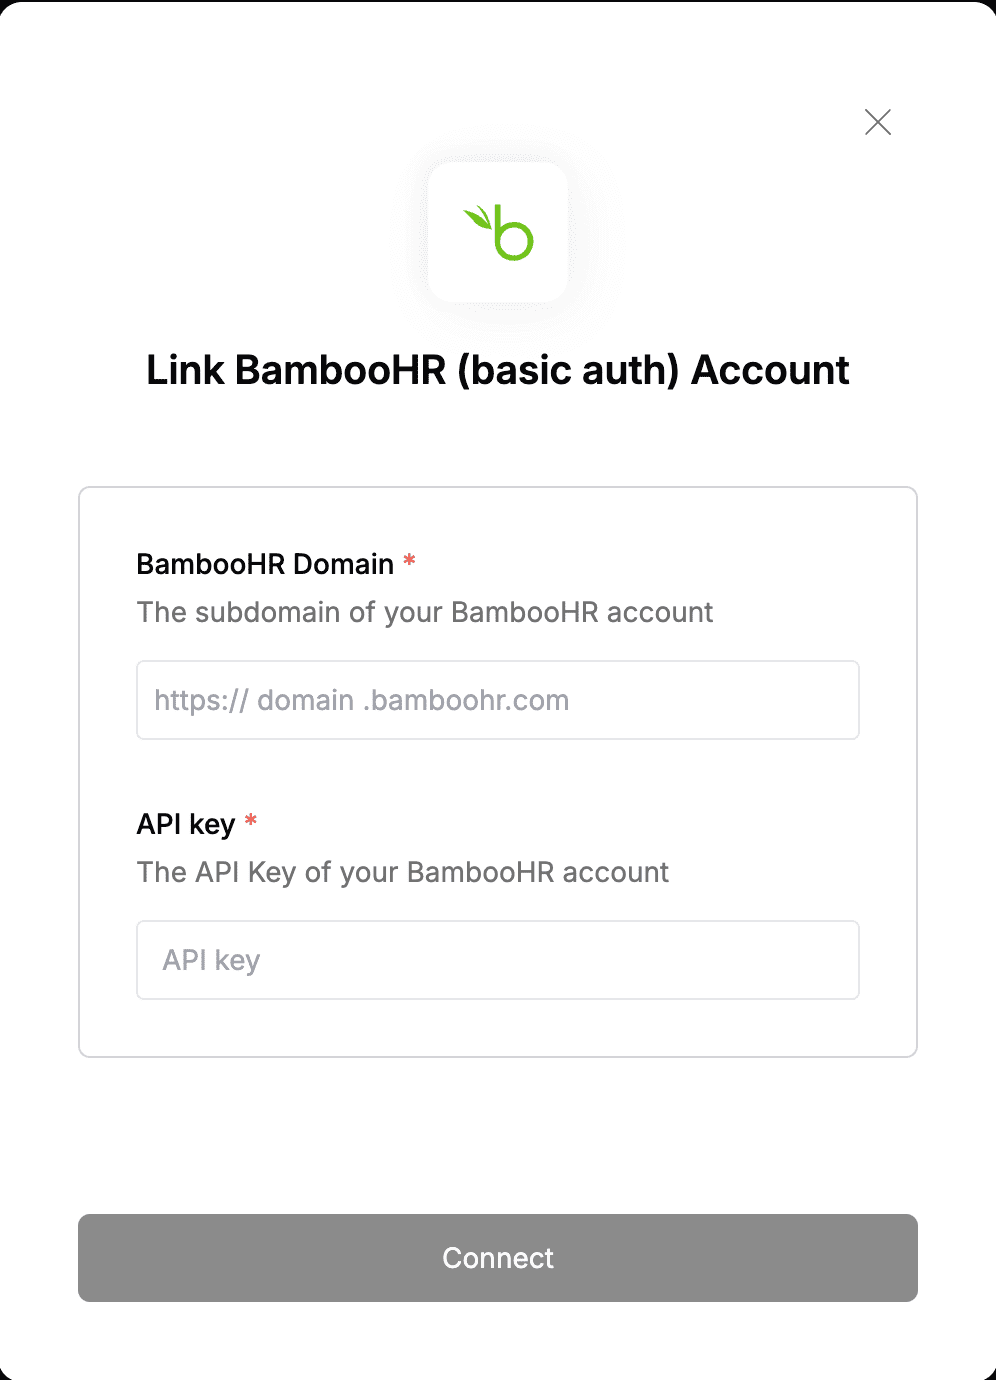 Link BambooHR (basic auth) Account
BambooHR Domain *
The subdomain of your BambooHR account
https:// domain .bamboohr.com
API key *
The API Key of your BambooHR account
API key
Connect